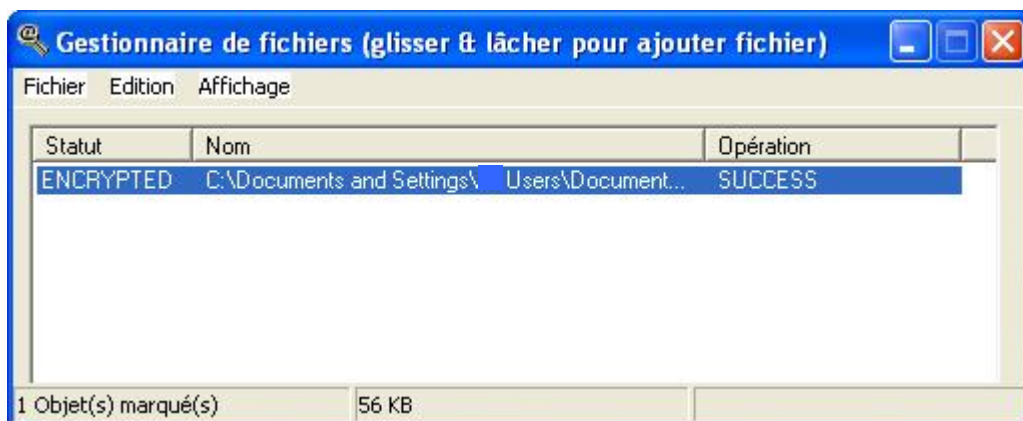 Gestionnaire de fichiers (glisser & lâcher pour ajouter fichier)
Fichier Edition Affichage
Statut Nom Opération
ENCRYPTED C:\Documents and Settings\ Users\Document... SUCCESS
1 Objet(s) marqué(s) 56 KB